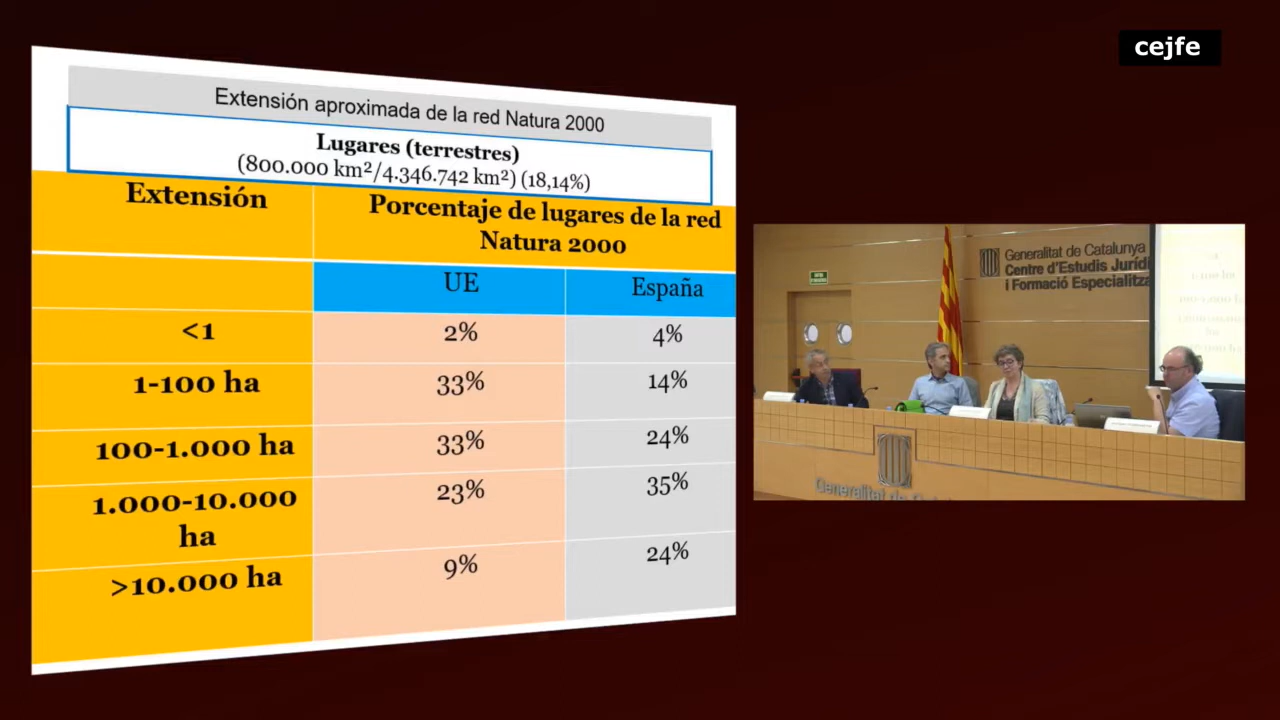 cejfe
Extensión aproximada de la red Natura 2000
Lugares (terrestres)
(800.000 km²/4.346.742 km²) (18,14%)
Extensión
Porcentaje de lugares de la red
Natura 2000
UE
España
<1
2%
4%
1-100 ha
33%
14%
100-1.000 ha
33%
24%
1.000-10.000
ha
23%
35%
>10.000 ha
9%
24%
Generalitat de Catalunya
Centre d'Estudis Jurídi
i Formació Especialitza
Generalitat de